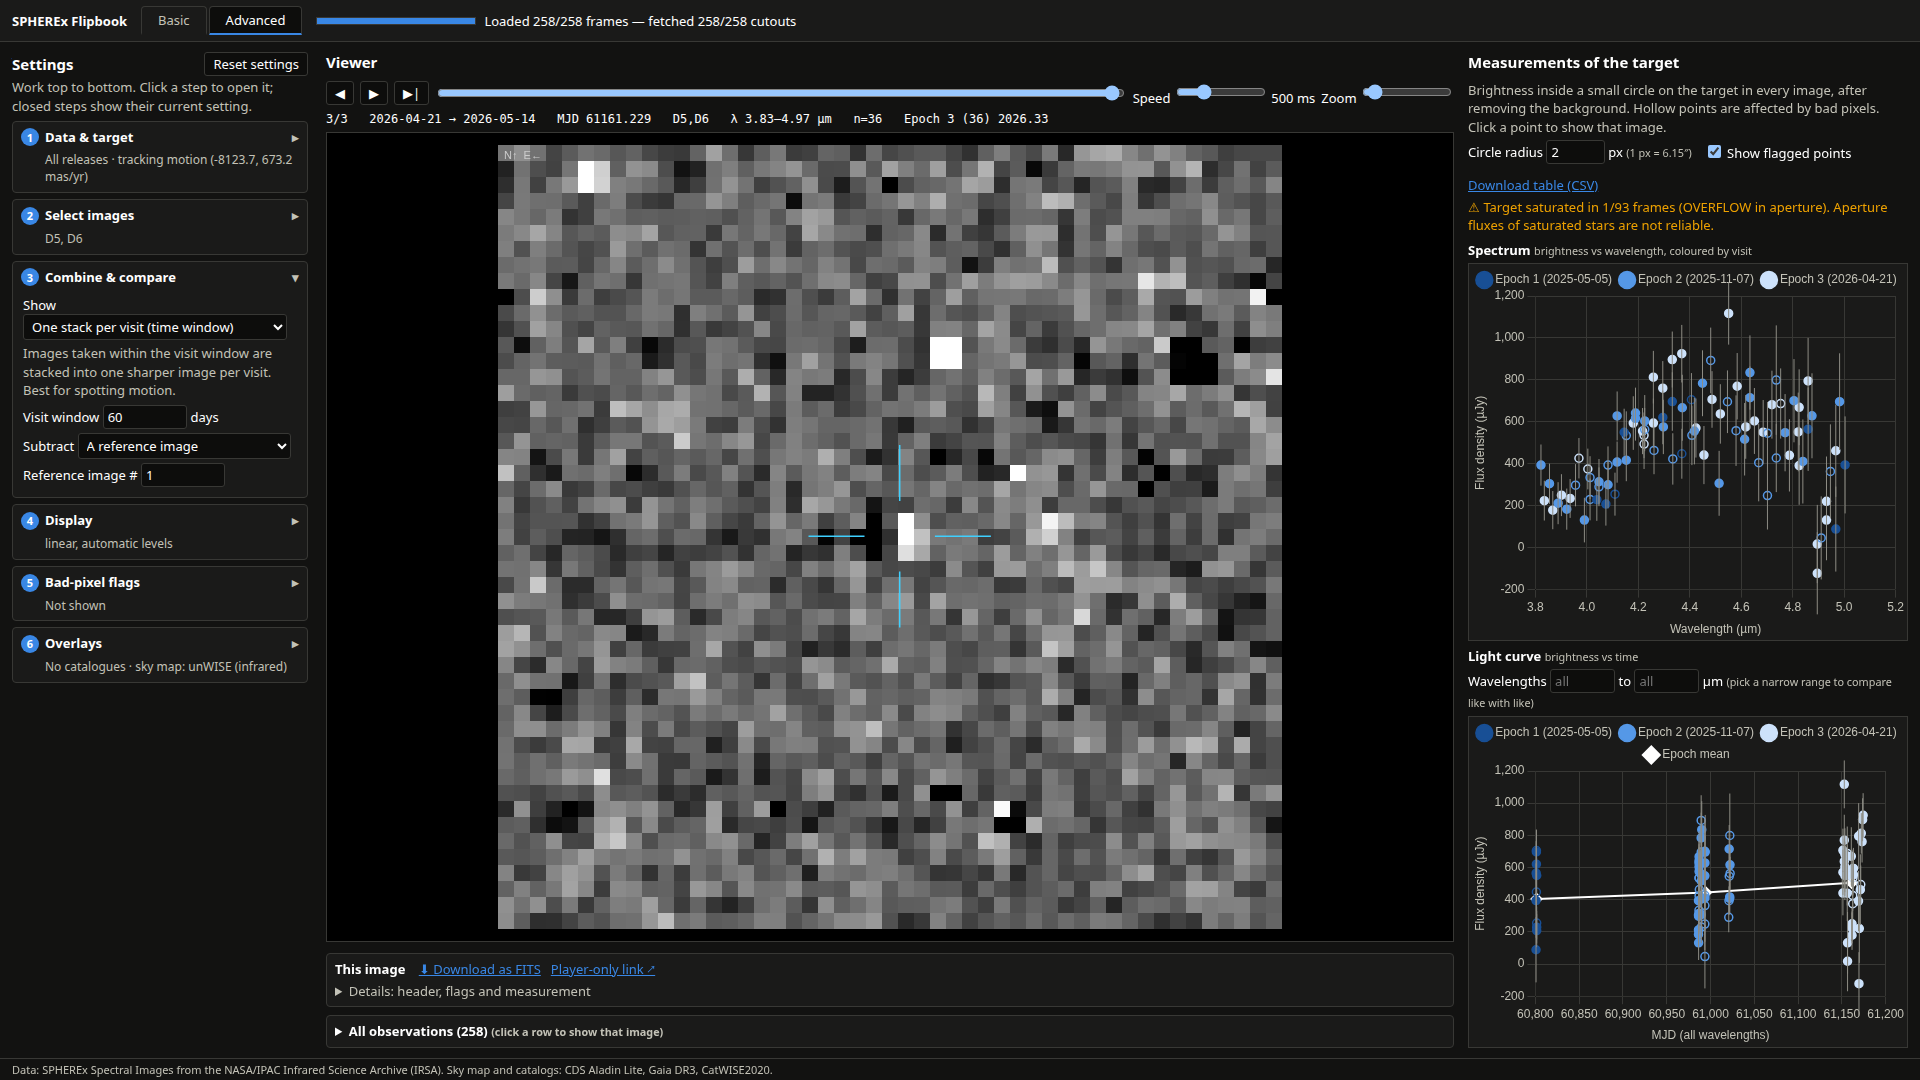 SPHEREx Flipbook
Basic
Advanced
Loaded 258/258 frames — fetched 258/258 cutouts
Settings
Reset settings
Work top to bottom. Click a step to open it;
closed steps show their current setting.
1 Data & target ▶
All releases · tracking motion (-8123.7, 673.2
mas/yr)
2 Select images ▶
D5, D6
3 Combine & compare ▼
Show
One stack per visit (time window)
Images taken within the visit window are
stacked into one sharper image per visit.
Best for spotting motion.
Visit window 60 days
Subtract A reference image
Reference image # 1
4 Display ▶
linear, automatic levels
5 Bad-pixel flags ▶
Not shown
6 Overlays ▶
No catalogues · sky map: unWISE (infrared)
Viewer
◀ ▶ ▶| Speed 500 ms Zoom
3/3 2026-04-21 → 2026-05-14 MJD 61161.229 D5,D6 λ 3.83–4.97 μm n=36 Epoch 3 (36) 2026.33
N↑ E←
This image ⬇ Download as FITS Player-only link ↗
▶ Details: header, flags and measurement
▶ All observations (258) (click a row to show that image)
Measurements of the target
Brightness inside a small circle on the target in every image, after
removing the background. Hollow points are affected by bad pixels.
Click a point to show that image.
Circle radius 2 px (1 px = 6.15″) Show flagged points
Download table (CSV)
⚠ Target saturated in 1/93 frames (OVERFLOW in aperture). Aperture
fluxes of saturated stars are not reliable.
Spectrum brightness vs wavelength, coloured by visit
Epoch 1 (2025-05-05) Epoch 2 (2025-11-07) Epoch 3 (2026-04-21)
1,200
1,000
800
600
400
200
0
-200
Flux density (μJy)
3.8 4.0 4.2 4.4 4.6 4.8 5.0 5.2
Wavelength (μm)
Light curve brightness vs time
Wavelengths all to all μm (pick a narrow range to compare
like with like)
Epoch 1 (2025-05-05) Epoch 2 (2025-11-07) Epoch 3 (2026-04-21)
Epoch mean
1,200
1,000
800
600
400
200
0
-200
Flux density (μJy)
60,800 60,850 60,900 60,950 61,000 61,050 61,100 61,150 61,200
MJD (all wavelengths)
Data: SPHEREx Spectral Images from the NASA/IPAC Infrared Science Archive (IRSA). Sky map and catalogs: CDS Aladin Lite, Gaia DR3, CatWISE2020.